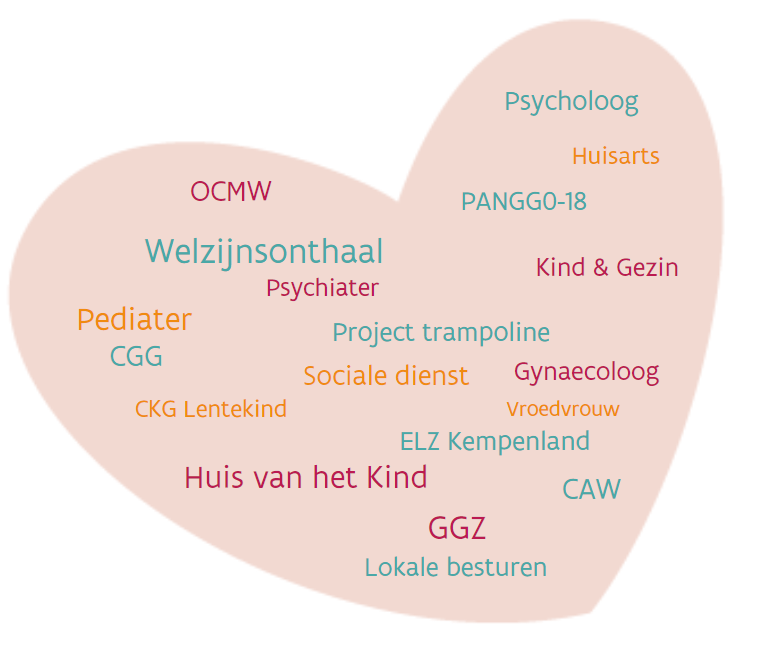 Psycholoog
Huisarts
OCMW
PANGG0-18
Welzijnsonthaal
Kind & Gezin
Psychiater
Pediater
Project trampoline
CGG
Sociale dienst
Gynaecoloog
CKG Lentekind
Vroedvrouw
ELZ Kempenland
Huis van het Kind
CAW
GGZ
Lokale besturen